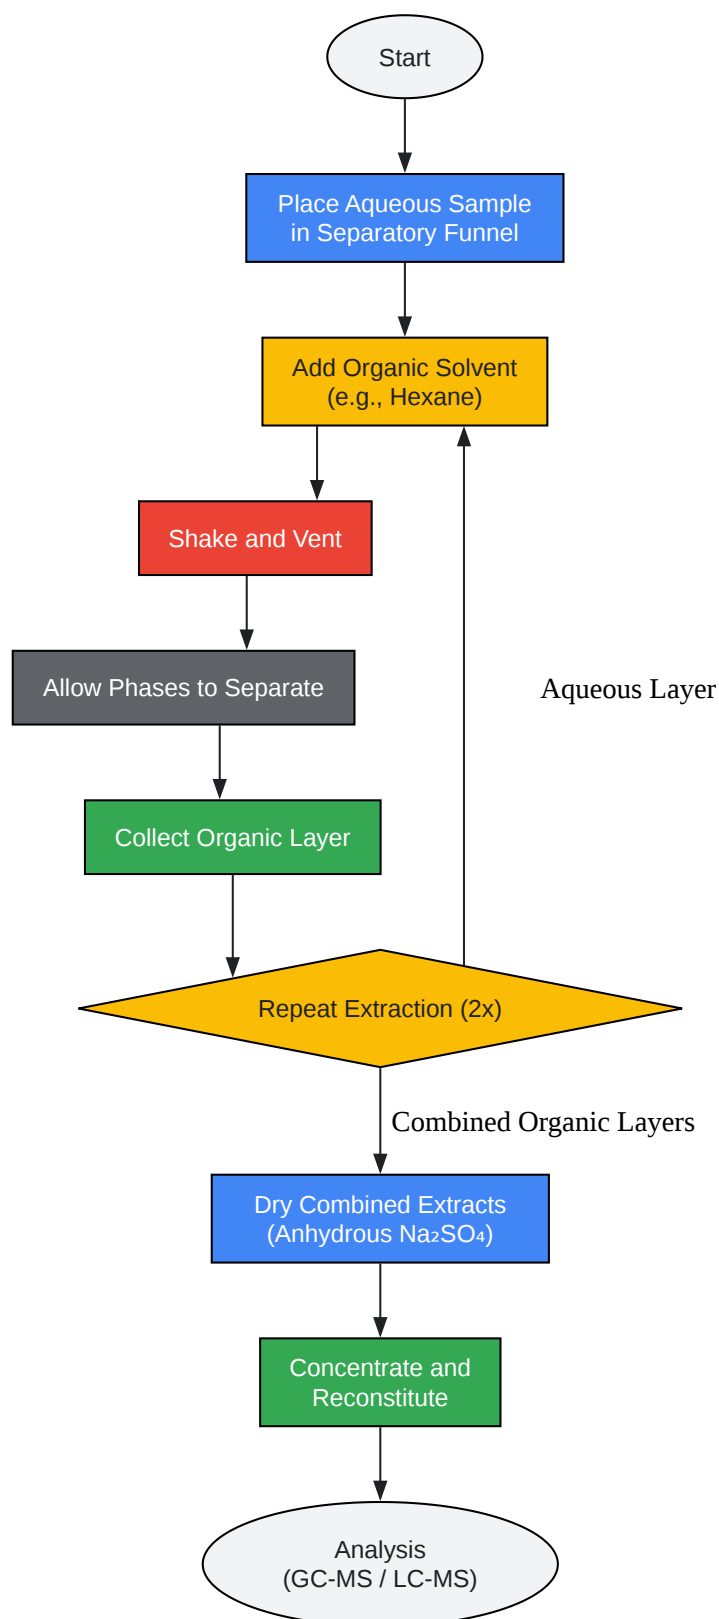 Start
Place Aqueous Sample
in Separatory Funnel
Add Organic Solvent
(e.g., Hexane)
Shake and Vent
Allow Phases to Separate
Aqueous Layer
Collect Organic Layer
Repeat Extraction (2x)
Combined Organic Layers
Dry Combined Extracts
(Anhydrous Na₂SO₄)
Concentrate and
Reconstitute
Analysis
(GC-MS / LC-MS)